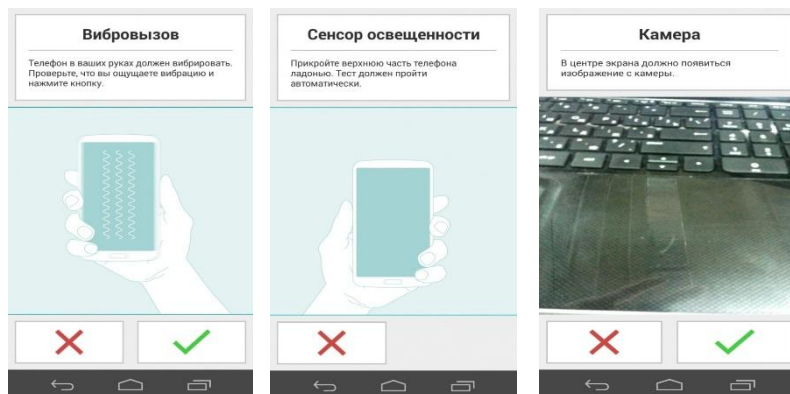 Вибровызов
Телефон в ваших руках должен вибрировать.
Проверьте, что вы ощущаете вибрацию и
нажмите кнопку.
Сенсор освещенности
Прикройте верхнюю часть телефона
ладонью. Тест должен пройти
автоматически.
Камера
В центре экрана должно появиться
изображение с камеры.